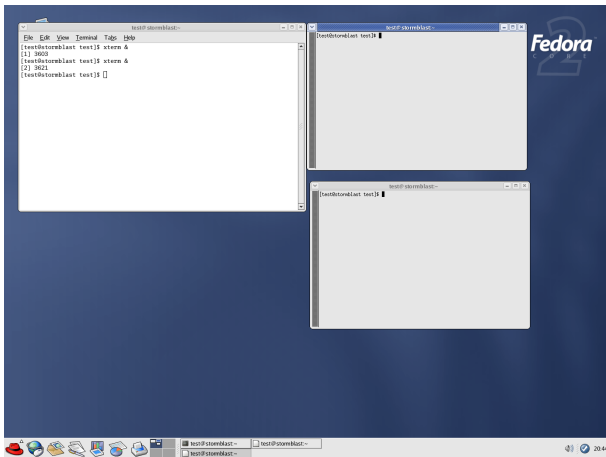 test@stormblast:~
File Edit View Terminal Tabs Help
[test@stormblast test]$ xterm &
[1] 3603
[test@stormblast test]$ xterm &
[2] 3621
[test@stormblast test]$
test@stormblast:~
[test@stormblast test]$
Fedora
CORE
2
test@stormblast:~
[test@stormblast test]$
test@stormblast:~
test@stormblast:~
test@stormblast:~